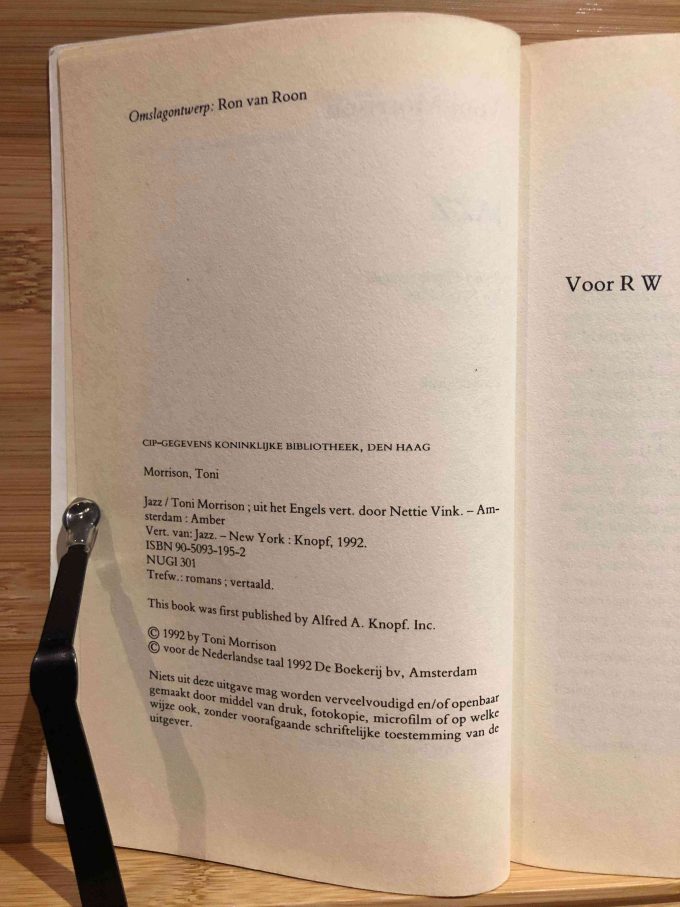 Omslagontwerp: Ron van Roon
CIP-GEGEVENS KONINKLIJKE BIBLIOTHEEK, DEN HAAG
Morrison, Toni
Jazz / Toni Morrison ; uit het Engels vert. door Nettie Vink. – Am-
sterdam : Amber
Vert. van: Jazz. – New York : Knopf, 1992.
ISBN 90-5093-195-2
NUGI 301
Trefw.: romans ; vertaald.
This book was first published by Alfred A. Knopf. Inc.
© 1992 by Toni Morrison
© voor de Nederlandse taal 1992 De Boekerij bv, Amsterdam
Niets uit deze uitgave mag worden verveelvoudigd en/of openbaar
gemaakt door middel van druk, fotokopie, microfilm of op welke
wijze ook, zonder voorafgaande schriftelijke toestemming van de
uitgever.
Voor R W